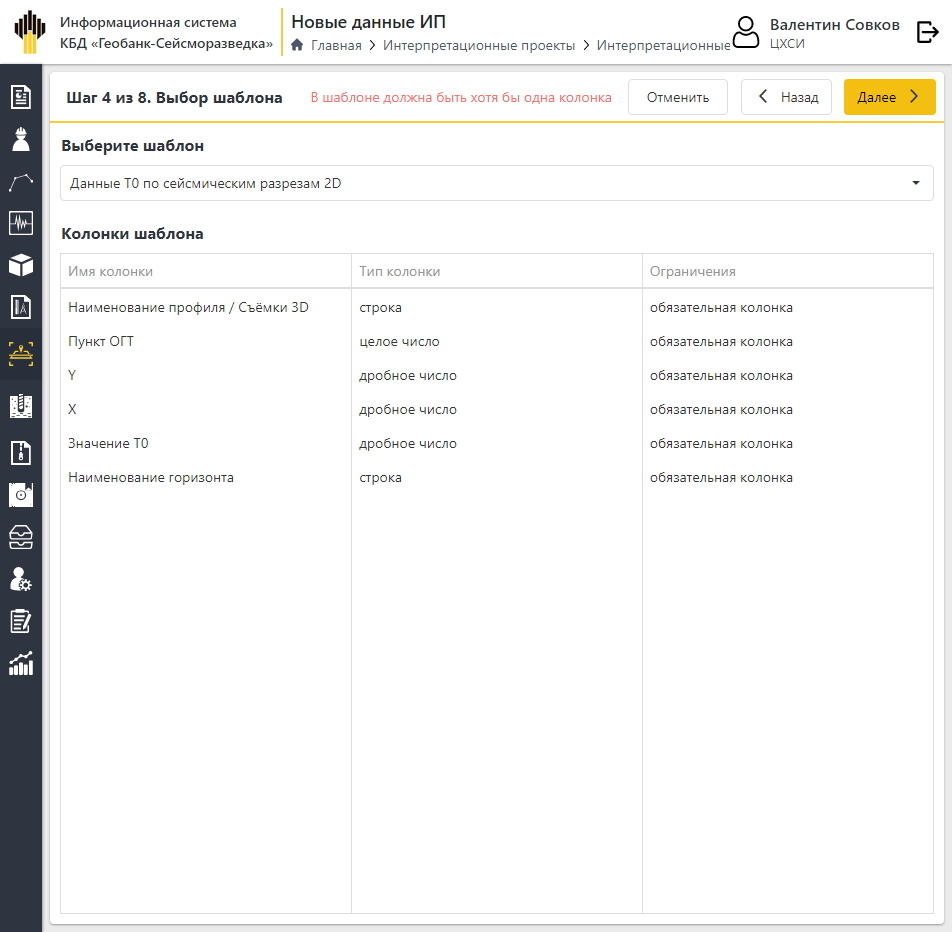 Информационная система
КБД «Геобанк-Сейсморазведка»
Новые данные ИП
Главная > Интерпретационные проекты > Интерпретационные
Валентин Совков
ЦХСИ
Шаг 4 из 8. Выбор шаблона
В шаблоне должна быть хотя бы одна колонка
Отменить
Назад
Далее
Выберите шаблон
Данные T0 по сейсмическим разрезам 2D
Колонки шаблона
Имя колонки Тип колонки Ограничения
Наименование профиля / Съёмки 3D строка обязательная колонка
Пункт ОГТ целое число обязательная колонка
Y дробное число обязательная колонка
X дробное число обязательная колонка
Значение T0 дробное число обязательная колонка
Наименование горизонта строка обязательная колонка